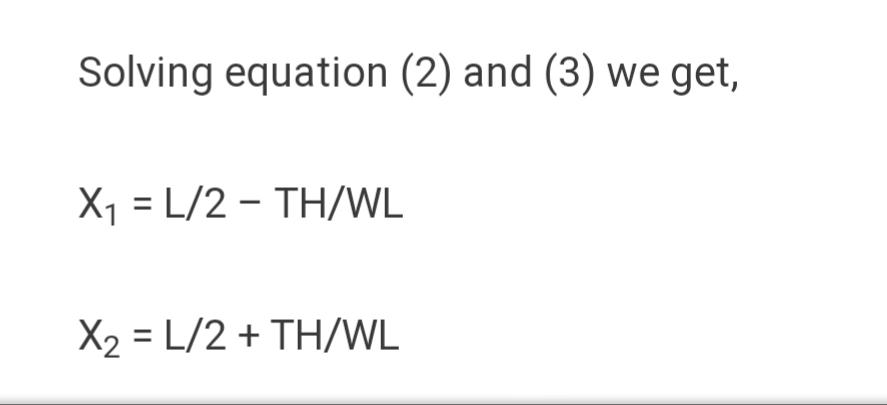 Solving equation (2) and (3) we get,
X₁ = L/2 – TH/WL
X₂ = L/2 + TH/WL